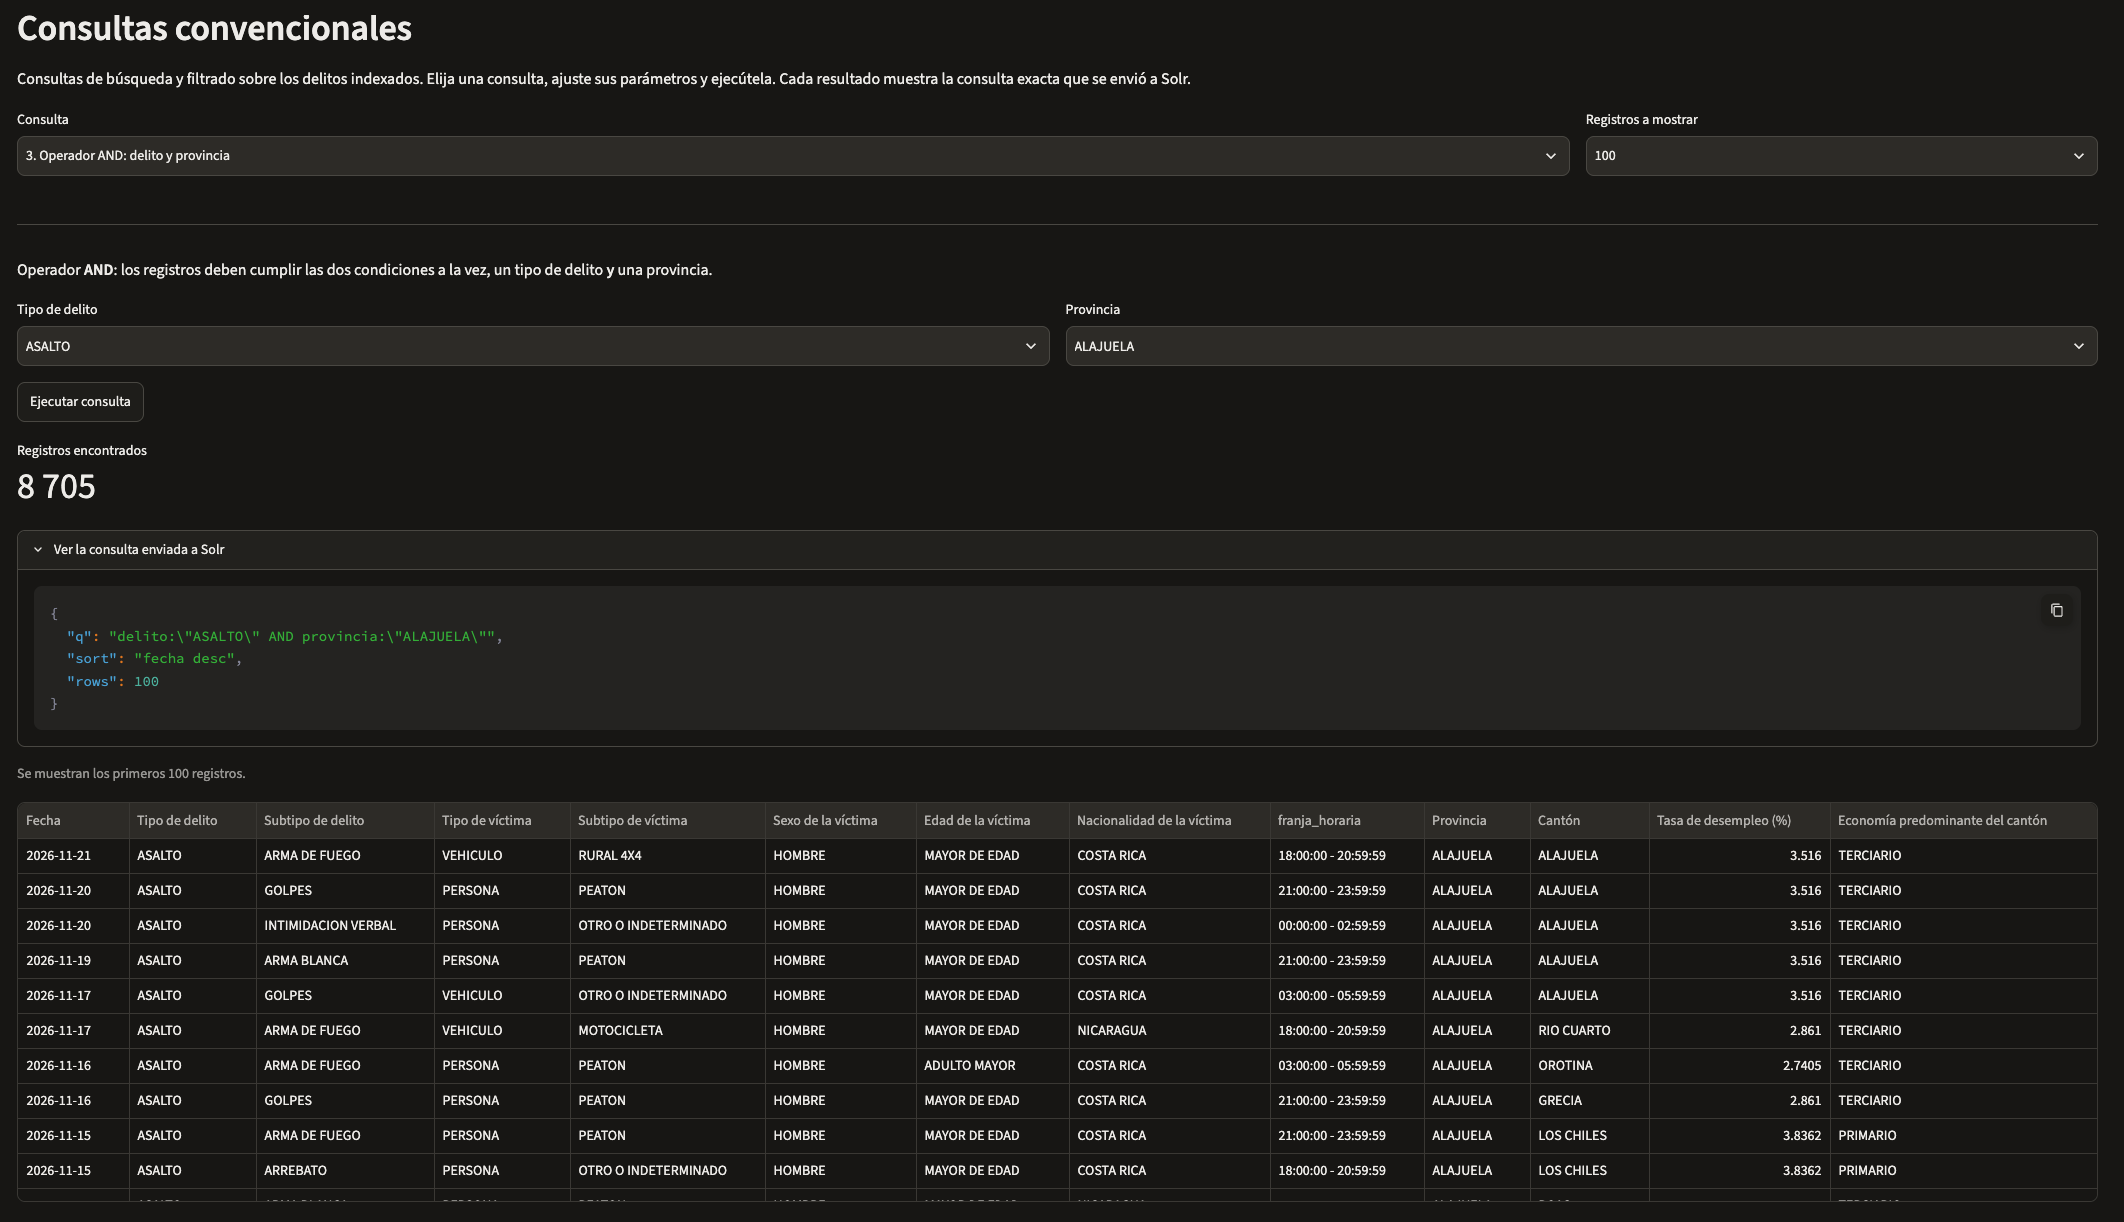 Consultas convencionales
Consultas de búsqueda y filtrado sobre los delitos indexados. Elija una consulta, ajuste sus parámetros y ejecútela. Cada resultado muestra la consulta exacta que se envió a Solr.
Consulta Registros a mostrar
3. Operador AND: delito y provincia 100
Operador AND: los registros deben cumplir las dos condiciones a la vez, un tipo de delito y una provincia.
Tipo de delito Provincia
ASALTO ALAJUELA
Ejecutar consulta
Registros encontrados
8 705
Ver la consulta enviada a Solr
{
"q": "delito:\"ASALTO\" AND provincia:\"ALAJUELA\"",
"sort": "fecha desc",
"rows": 100
}
Se muestran los primeros 100 registros.
Fecha Tipo de delito Subtipo de delito Tipo de víctima Subtipo de víctima Sexo de la víctima Edad de la víctima Nacionalidad de la víctima franja_horaria Provincia Cantón Tasa de desempleo (%) Economía predominante del cantón
2026-11-21 ASALTO ARMA DE FUEGO VEHICULO RURAL 4X4 HOMBRE MAYOR DE EDAD COSTA RICA 18:00:00 - 20:59:59 ALAJUELA ALAJUELA 3.516 TERCIARIO
2026-11-20 ASALTO GOLPES PERSONA PEATON HOMBRE MAYOR DE EDAD COSTA RICA 21:00:00 - 23:59:59 ALAJUELA ALAJUELA 3.516 TERCIARIO
2026-11-20 ASALTO INTIMIDACION VERBAL PERSONA OTRO O INDETERMINADO HOMBRE MAYOR DE EDAD COSTA RICA 00:00:00 - 02:59:59 ALAJUELA ALAJUELA 3.516 TERCIARIO
2026-11-19 ASALTO ARMA BLANCA PERSONA PEATON HOMBRE MAYOR DE EDAD COSTA RICA 21:00:00 - 23:59:59 ALAJUELA ALAJUELA 3.516 TERCIARIO
2026-11-17 ASALTO GOLPES VEHICULO OTRO O INDETERMINADO HOMBRE MAYOR DE EDAD COSTA RICA 03:00:00 - 05:59:59 ALAJUELA ALAJUELA 3.516 TERCIARIO
2026-11-17 ASALTO ARMA DE FUEGO VEHICULO MOTOCICLETA HOMBRE MAYOR DE EDAD NICARAGUA 18:00:00 - 20:59:59 ALAJUELA RIO CUARTO 2.861 TERCIARIO
2026-11-16 ASALTO ARMA DE FUEGO PERSONA PEATON HOMBRE ADULTO MAYOR COSTA RICA 03:00:00 - 05:59:59 ALAJUELA OROTINA 2.7405 TERCIARIO
2026-11-16 ASALTO GOLPES PERSONA PEATON HOMBRE MAYOR DE EDAD COSTA RICA 21:00:00 - 23:59:59 ALAJUELA GRECIA 2.861 TERCIARIO
2026-11-15 ASALTO ARMA DE FUEGO PERSONA PEATON HOMBRE MAYOR DE EDAD COSTA RICA 21:00:00 - 23:59:59 ALAJUELA LOS CHILES 3.8362 PRIMARIO
2026-11-15 ASALTO ARREBATO PERSONA OTRO O INDETERMINADO HOMBRE MAYOR DE EDAD COSTA RICA 18:00:00 - 20:59:59 ALAJUELA LOS CHILES 3.8362 PRIMARIO